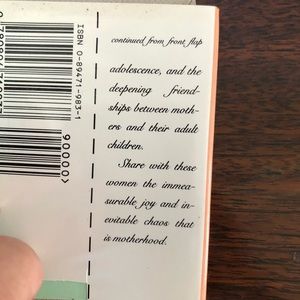 continued from front flap
adolescence, and the
deepening friend-
ships between moth-
ers and their adult
children.
Share with these
women the immea-
surable joy and in-
evitable chaos that
is motherhood.
ISBN 0-89471-983-1
90000>